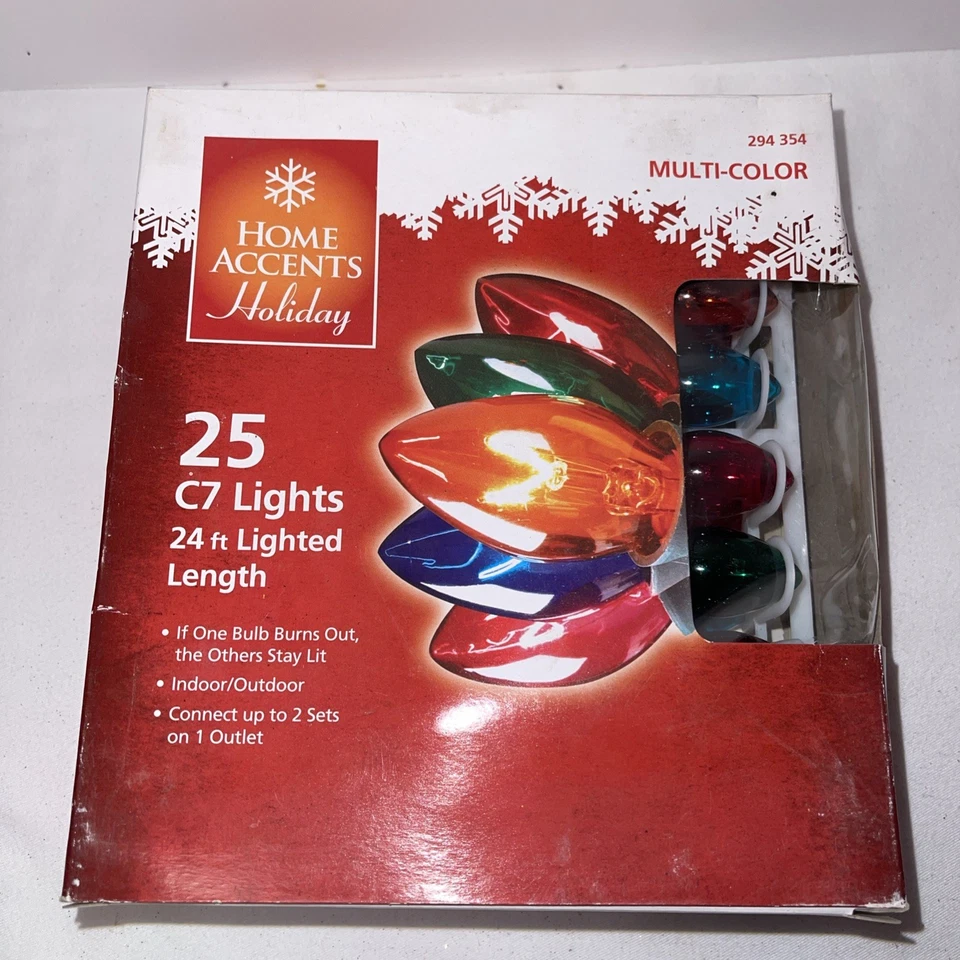 294 354
MULTI-COLOR
HOME
ACCENTS
Holiday
25
C7 Lights
24 ft Lighted
Length
• If One Bulb Burns Out,
the Others Stay Lit
• Indoor/Outdoor
• Connect up to 2 Sets
on 1 Outlet